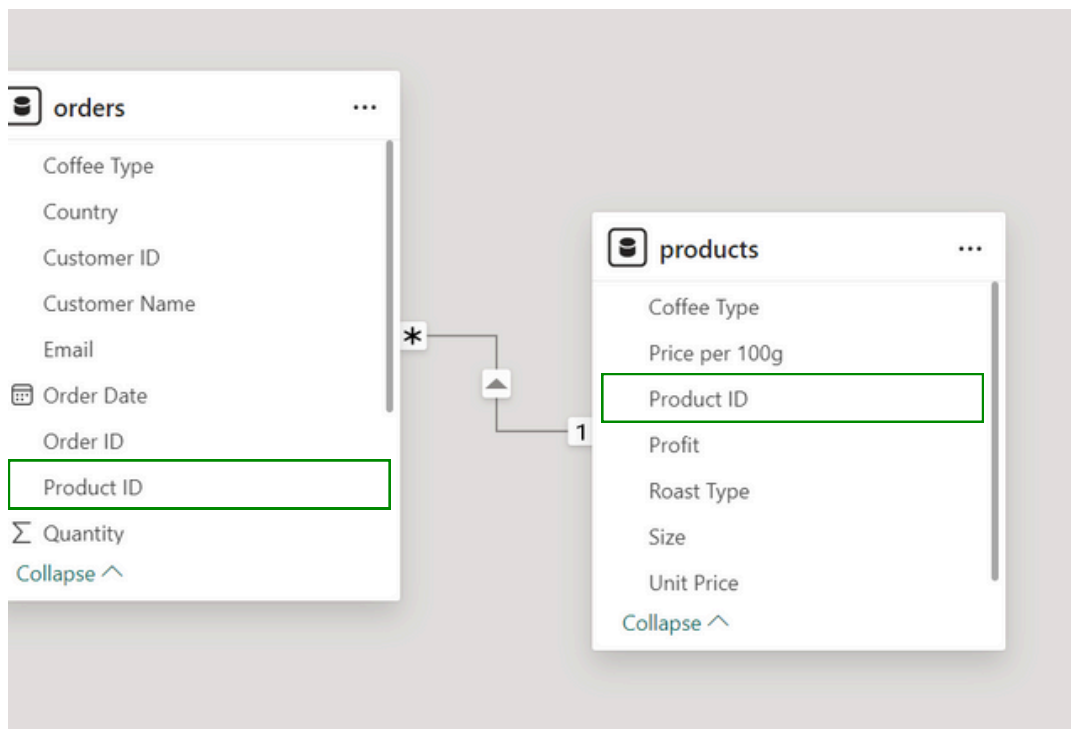 orders
...
Coffee Type
Country
Customer ID
Customer Name
Email
Order Date
Order ID
Product ID
Σ Quantity
Collapse
*
1
products
...
Coffee Type
Price per 100g
Product ID
Profit
Roast Type
Size
Unit Price
Collapse